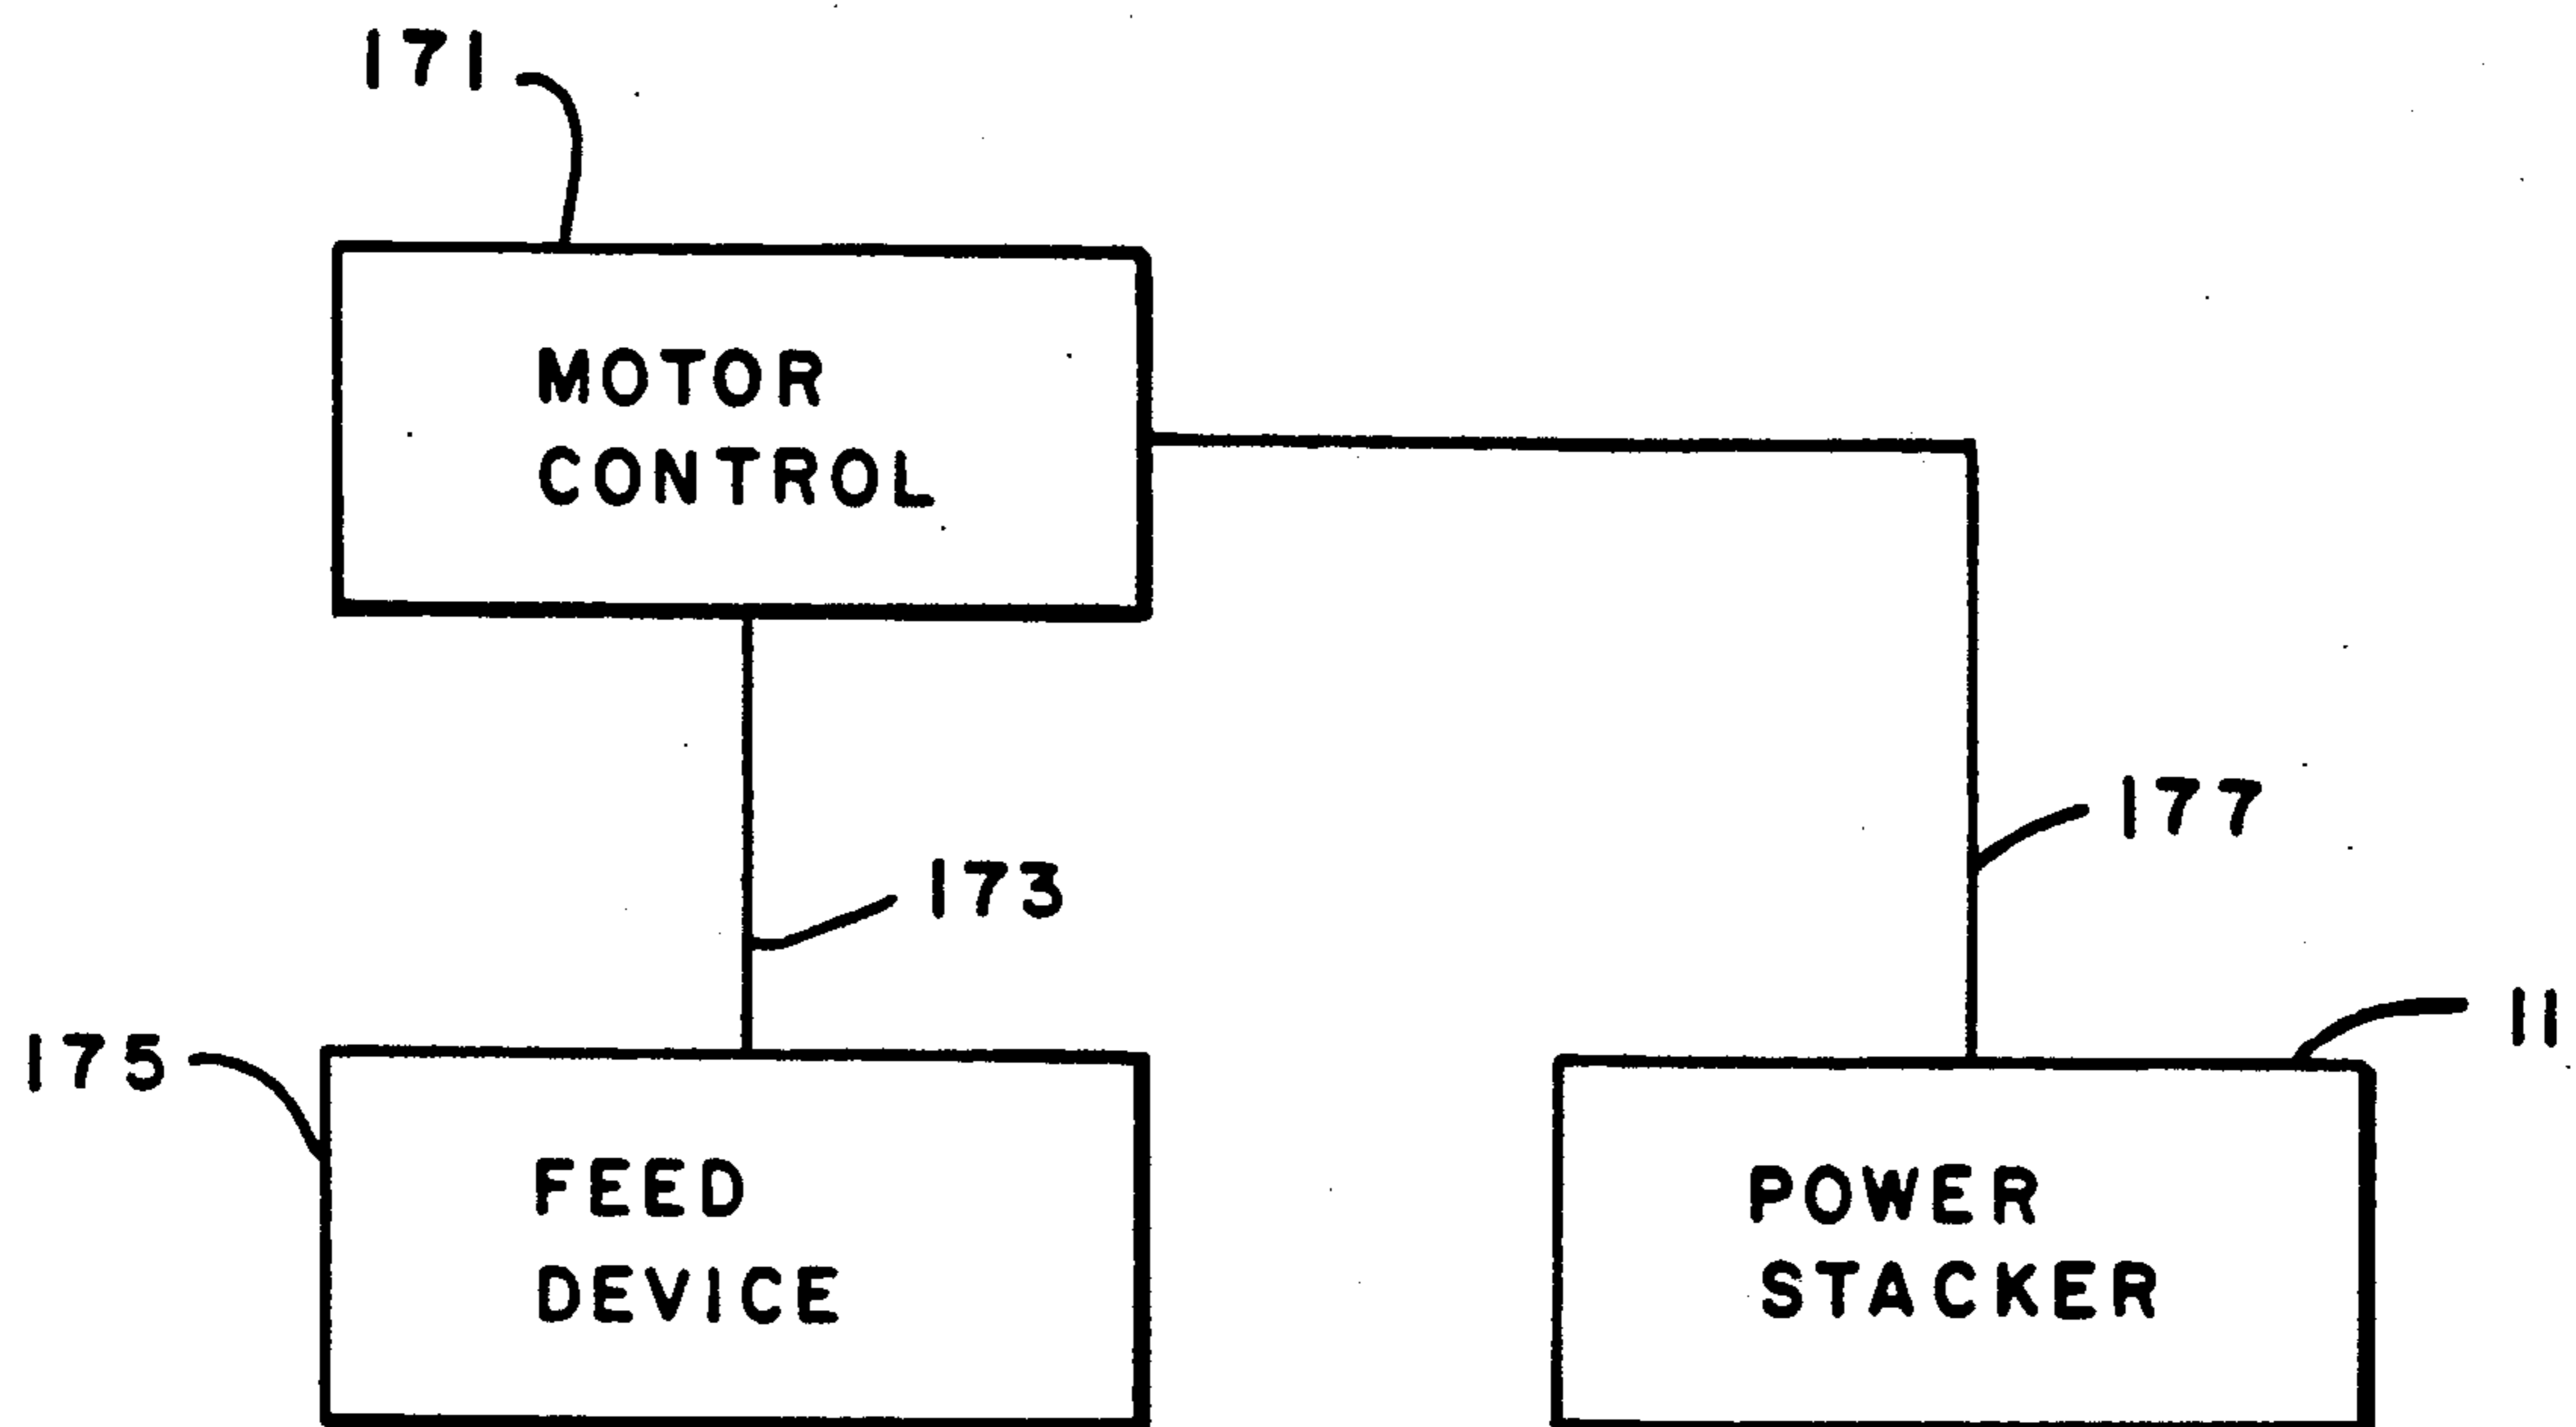 171
MOTOR
CONTROL
177
173
11
175
FEED
DEVICE
POWER
STACKER